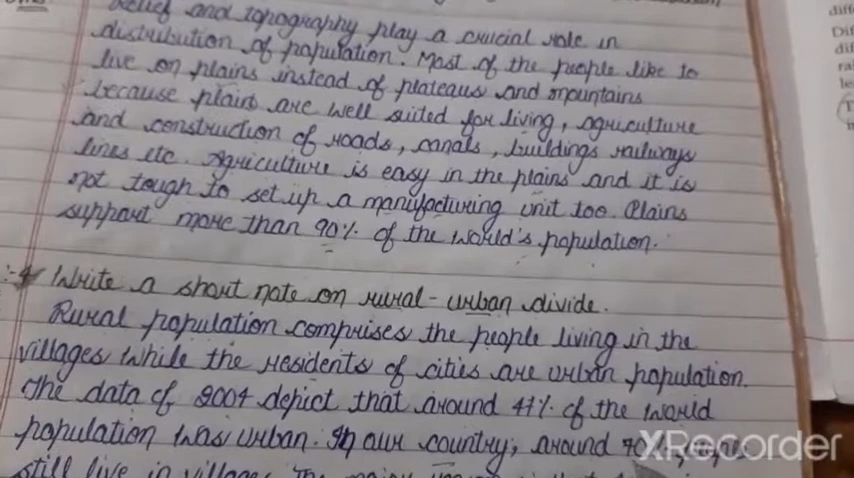 Relief and topography play a crucial role in
distribution of population. Most of the people like to
live on plains instead of plateaus and mountains
because plains are well suited for living, agriculture
and construction of roads, canals, buildings railways
lines etc. Agriculture is easy in the plains and it is
not tough to set up a manufacturing unit too. Plains
support more than 90% of the world's population.
Write a short note on rural-urban divide.
Rural population comprises the people living in the
villages while the residents of cities are urban population.
The data of 2004 depict that around 47% of the world
population was urban. In our country, around 70%
still live in
XRecorder